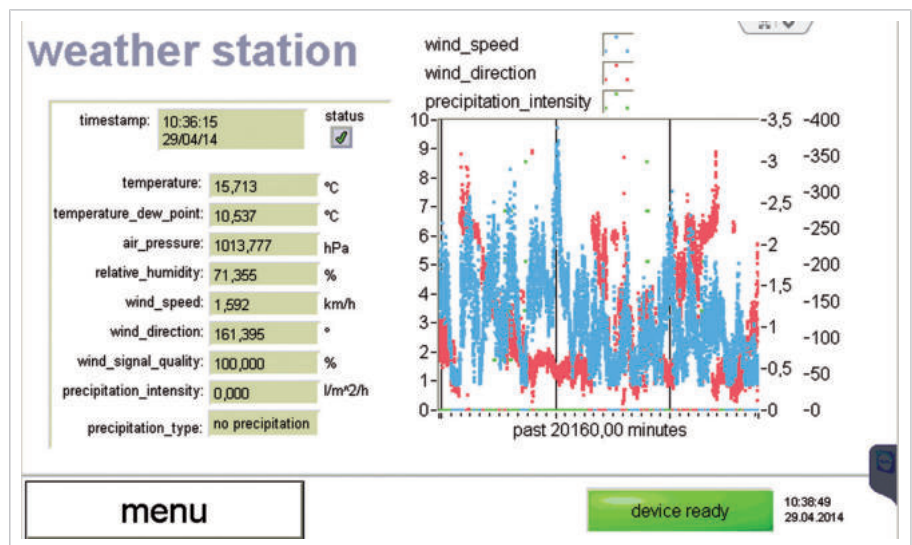 weather station
timestamp: 10:36:15
29/04/14
status
temperature: 15,713 °C
temperature_dew_point: 10,537 °C
air_pressure: 1013,777 hPa
relative_humidity: 71,355 %
wind_speed: 1,592 km/h
wind_direction: 161,395 °
wind_signal_quality: 100,000 %
precipitation_intensity: 0,000 l/m^2/h
precipitation_type: no precipitation
wind_speed
wind_direction
precipitation_intensity
10- -3,5 -400
9-
-3 -350
8-
-300
7- -2,5
-250
6- -2
5- -200
-1,5
4- -150
3- -1
-100
2-
-0,5 -50
1-
0- -0 -0
past 20160,00 minutes
menu
device ready
10:38:49
29.04.2014